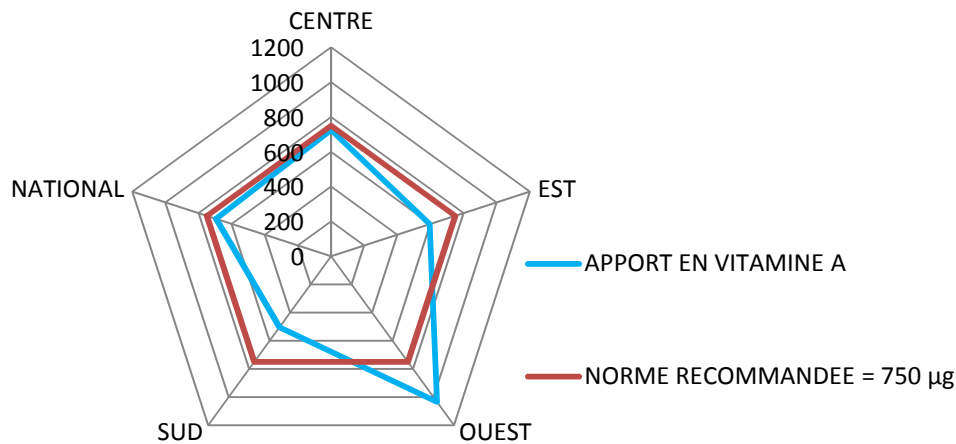 CENTRE
1200
1000
800
600
400
200
0
NATIONAL
EST
SUD
OUEST
APPORT EN VITAMINE A
NORME RECOMMANDEE = 750 µg